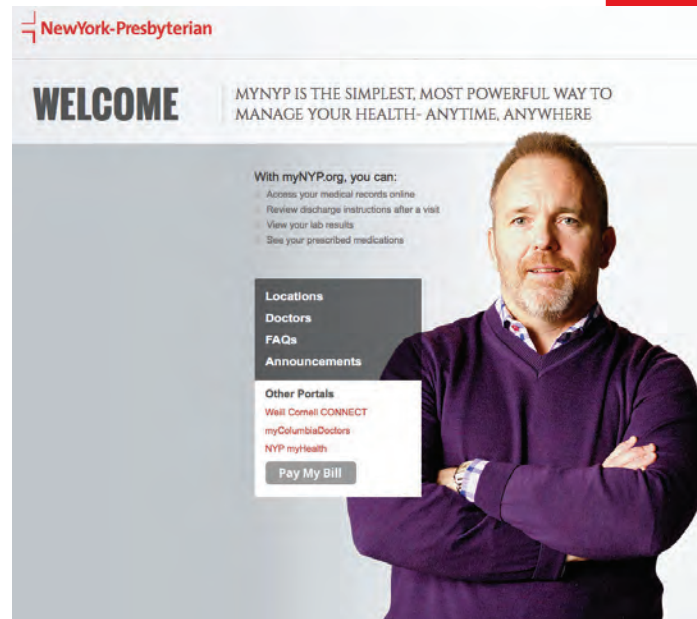 NewYork-Presbyterian
WELCOME
MYNYP IS THE SIMPLEST, MOST POWERFUL WAY TO
MANAGE YOUR HEALTH- ANYTIME, ANYWHERE
With myNYP.org, you can:
Access your medical records online
Review discharge instructions after a visit
View your lab results
See your prescribed medications
Locations
Doctors
FAQs
Announcements
Other Portals
Weill Cornell CONNECT
myColumbiaDoctors
NYP myHealth
Pay My Bill